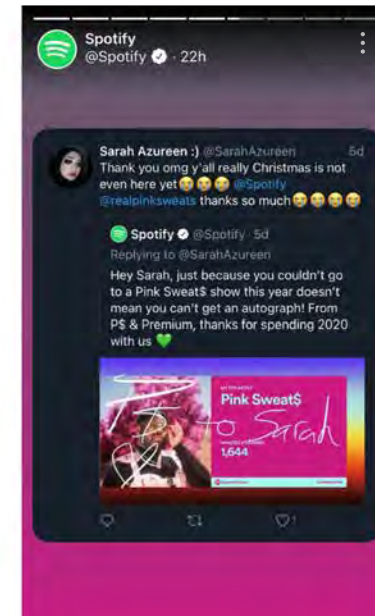 Spotify
@Spotify · 22h
Sarah Azureen :) @SarahAzureen 5d
Thank you omg y'all really Christmas is not
even here yet😭😭😭 @Spotify
@realpinksweats thanks so much😭😭😭😭
Spotify @Spotify · 5d
Replying to @SarahAzureen
Hey Sarah, just because you couldn't go
to a Pink Sweat$ show this year doesn't
mean you can't get an autograph! From
P$ & Premium, thanks for spending 2020
with us 💚
Pink Sweat$
to Sarah
1,644
1